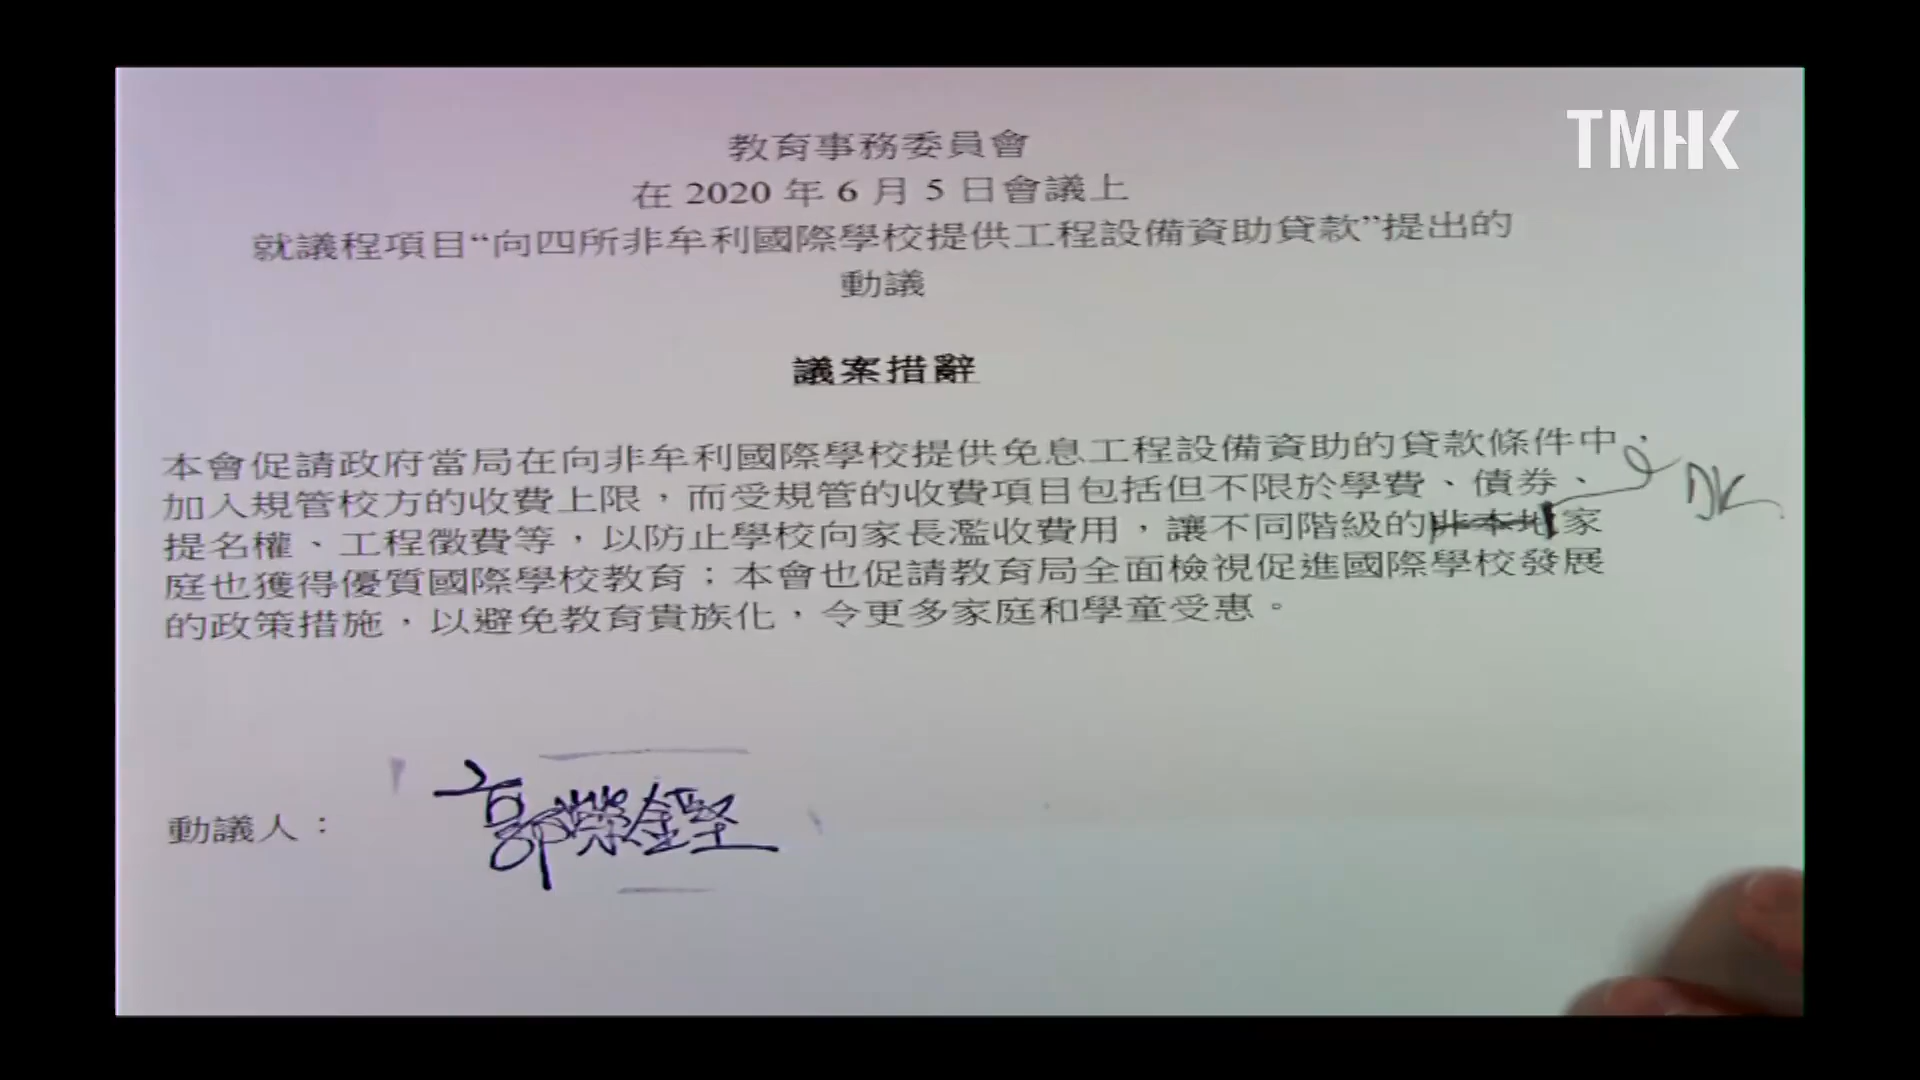 TMHK
教育事務委員會
在 2020 年 6 月 5 日會議上
就議程項目“向四所非牟利國際學校提供工程設備資助貸款”提出的
動議
議案措辭
本會促請政府當局在向非牟利國際學校提供免息工程設備資助的貸款條件中，
加入規管校方的收費上限，而受規管的收費項目包括但不限於學費、債券、
提名權、工程徵費等，以防止學校向家長濫收費用，讓不同階級的非本地家
庭也獲得優質國際學校教育；本會也促請教育局全面檢視促進國際學校發展
的政策措施，以避免教育貴族化，令更多家庭和學童受惠。
DK
動議人： 郭榮鏗